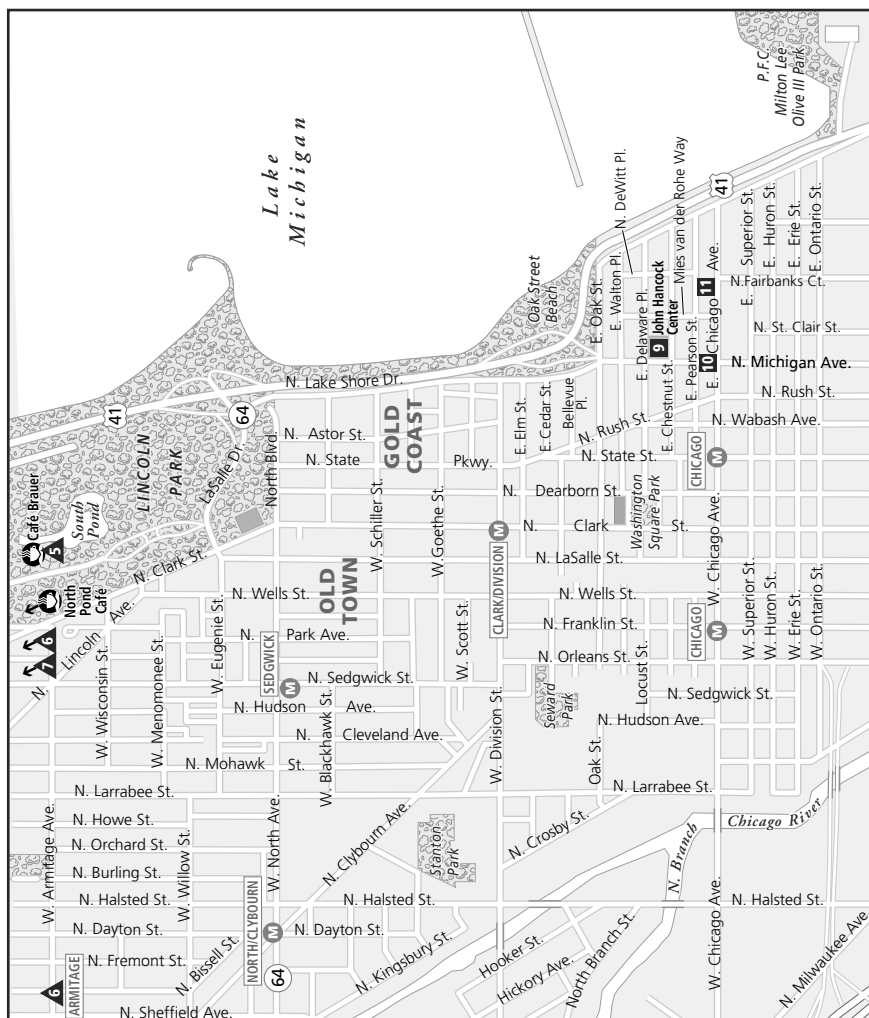 Lake
Michigan
P.F.C.
Milton Lee
Olive III Park
41
LINCOLN
PARK
64
LaSalle Dr.
Café Brauer
5
South
Pond
North
Pond
Café
6
7
N. Lincoln Ave.
N. Clark St.
North Blvd.
N. Lake Shore Dr.
N. Astor St.
N. State Pkwy.
GOLD
COAST
W. Schiller St.
W.Goethe St.
Oak Street
Beach
E. Elm St.
E. Cedar St.
Bellevue
Pl.
E. Oak St.
E. Walton Pl.
N. DeWitt Pl.
E. Delaware Pl.
9
John Hancock
Center
Mies van der Rohe Way
E. Chestnut St.
E. Pearson St.
10
E. Chicago Ave.
11
41
E. Superior St.
E. Huron St.
E. Erie St.
E. Ontario St.
N.Fairbanks Ct.
N. St. Clair St.
N. Michigan Ave.
N. Rush St.
N. Wabash Ave.
N. Rush St.
N. State St.
CHICAGO
M
N. Dearborn St.
Washington
Square Park
N. Clark St.
M
CLARK/DIVISION
N. LaSalle St.
W. Chicago Ave.
OLD
TOWN
N. Wells St.
N. Wells St.
N. Park Ave.
N. Franklin St.
CHICAGO
M
N. Orleans St.
W. Superior St.
W. Huron St.
W. Erie St.
W. Ontario St.
W. Scott St.
W. Eugenie St.
SEDGWICK
M
N. Sedgwick St.
N. Sedgwick St.
Locust St.
Seward
Park
W. Wisconsin St.
W. Menomonee St.
N. Hudson Ave.
N. Hudson Ave.
N. Cleveland Ave.
W. Blackhawk St.
W. Division St.
Oak St.
N. Mohawk St.
N. Larrabee St.
N. Larrabee St.
N. Howe St.
N. Orchard St.
N. Burling St.
N. Halsted St.
N. Dayton St.
N. Fremont St.
N. Sheffield Ave.
W. Armitage Ave.
W. Willow St.
W. North Ave.
N. Clybourn Ave.
Stanton
Park
N. Crosby St.
Chicago River
N. Branch
N. Halsted St.
N. Halsted St.
N. Dayton St.
N. Kingsbury St.
Hooker St.
Hickory Ave.
North Branch St.
W. Chicago Ave.
N. Milwaukee Ave.
N. Bissell St.
NORTH/CLYBOURN
M
64
6
ARMITAGE